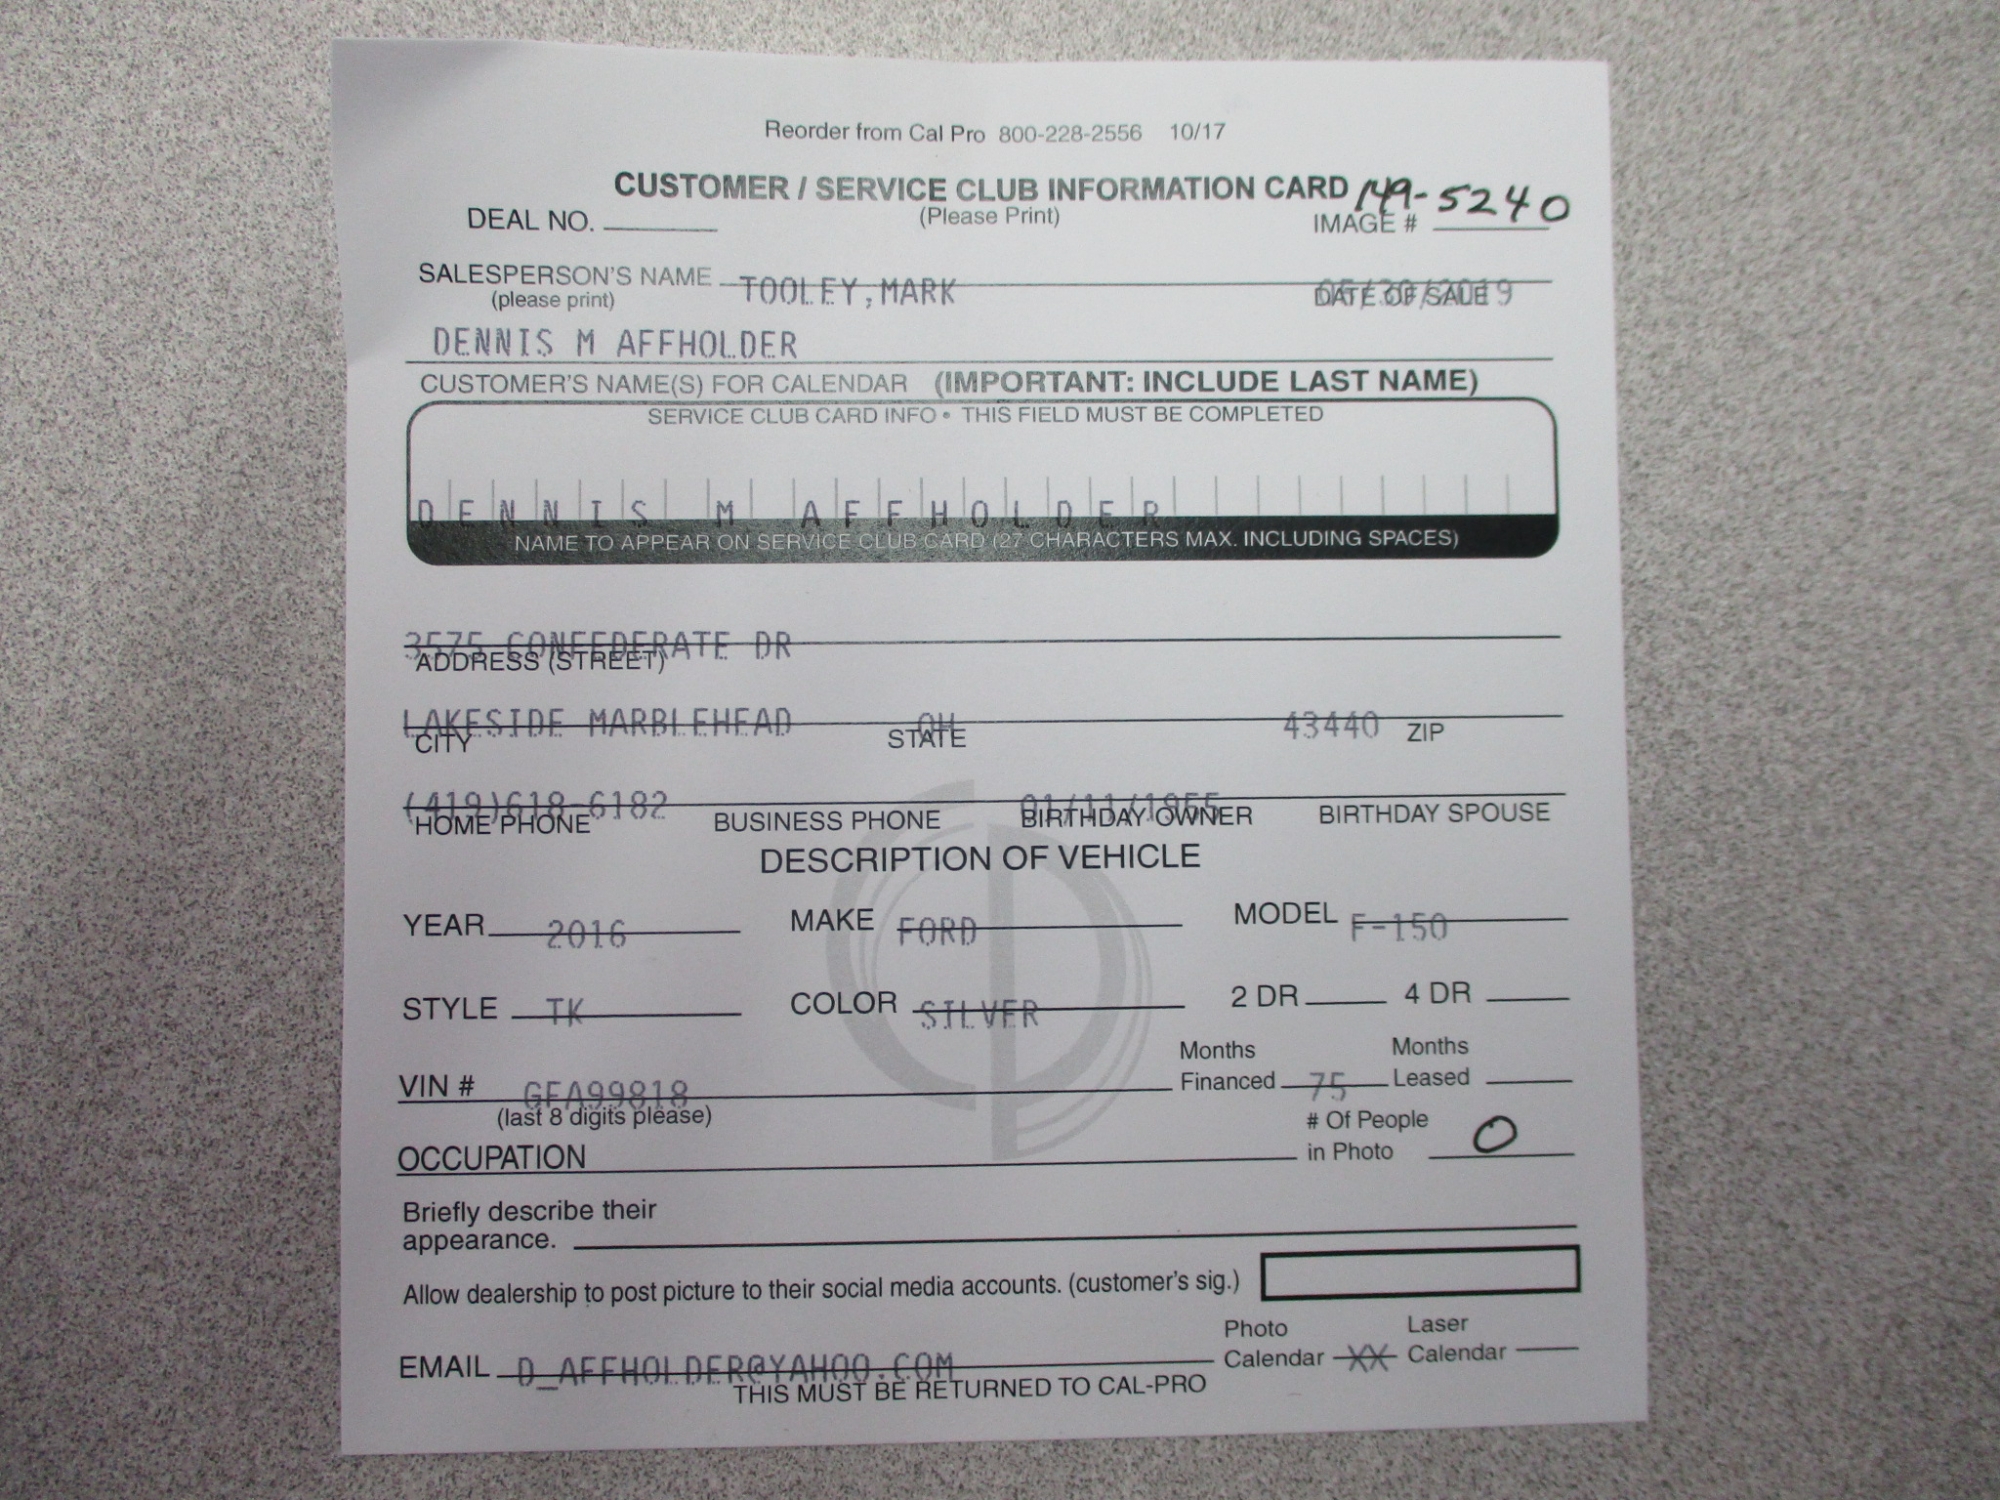 Reorder from Cal Pro 800-228-2556 10/17
CUSTOMER / SERVICE CLUB INFORMATION CARD 149-5240
DEAL NO. (Please Print) IMAGE #
SALESPERSON'S NAME TOOLEY,MARK
(please print) DATE OF SALE
DENNIS M AFFHOLDER
CUSTOMER'S NAME(S) FOR CALENDAR (IMPORTANT: INCLUDE LAST NAME)
SERVICE CLUB CARD INFO • THIS FIELD MUST BE COMPLETED
DENNIS M AFFHOLDER
NAME TO APPEAR ON SERVICE CLUB CARD (27 CHARACTERS MAX. INCLUDING SPACES)
3575 CONFEDERATE DR
ADDRESS (STREET)
LAKESIDE MARBLEHEAD OH 43440
CITY STATE ZIP
(419)618-6182 01/11/1955
HOME PHONE BUSINESS PHONE BIRTHDAY OWNER BIRTHDAY SPOUSE
DESCRIPTION OF VEHICLE
YEAR 2016 MAKE FORD MODEL F-150
STYLE TK COLOR SILVER 2 DR 4 DR
VIN # GFA99818 Months Financed 75 Months Leased
(last 8 digits please)
OCCUPATION # Of People in Photo 0
Briefly describe their
appearance.
Allow dealership to post picture to their social media accounts. (customer's sig.)
EMAIL D_AFFHOLDER@YAHOO.COM Photo Calendar XX Laser Calendar
THIS MUST BE RETURNED TO CAL-PRO